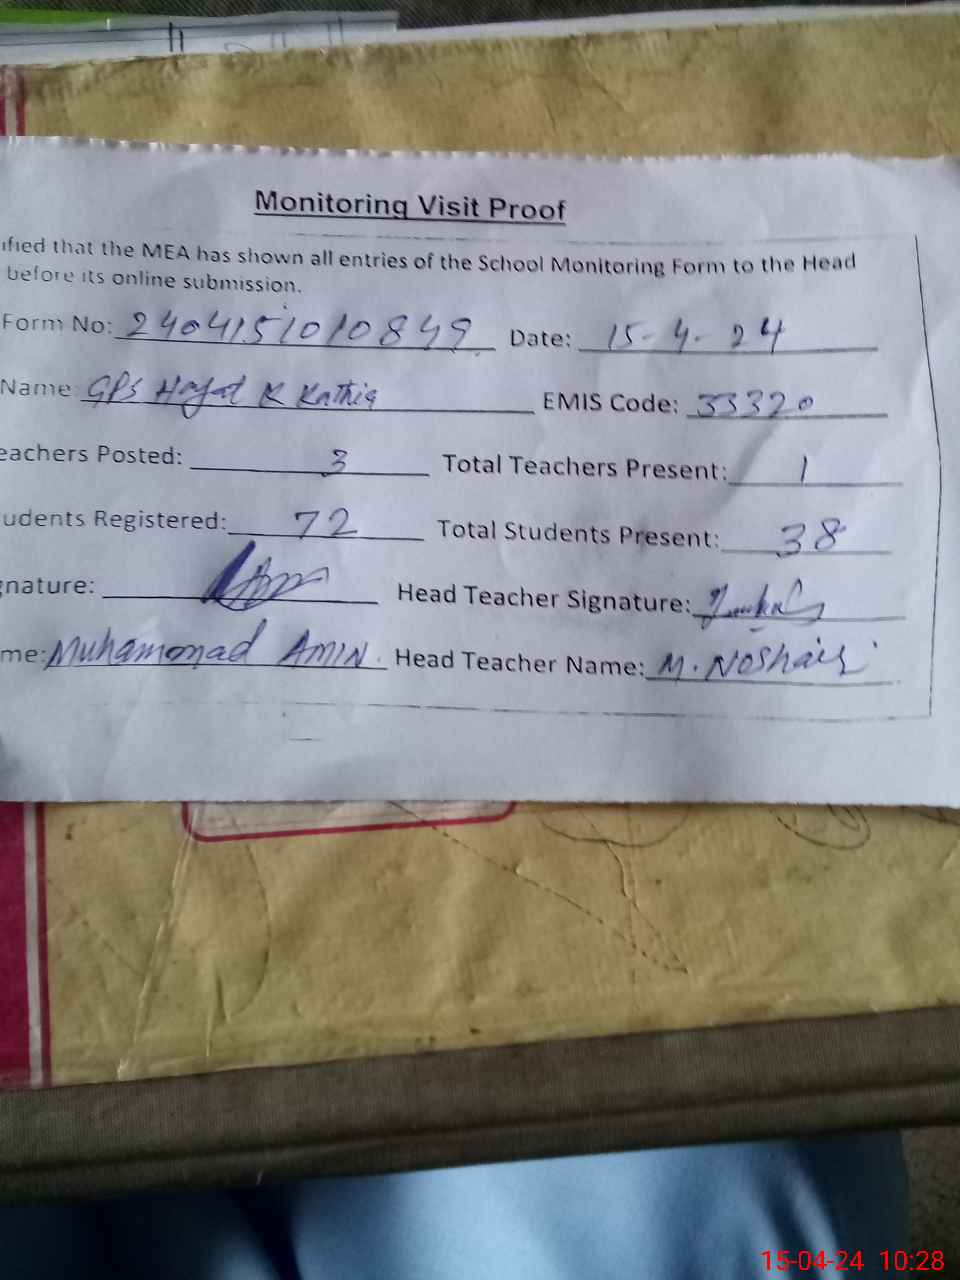 Monitoring Visit Proof
ified that the MEA has shown all entries of the School Monitoring Form to the Head
before its online submission.
Form No: 2404151010849 Date: 15-4-24
Name: GPS Hayat K Kathia EMIS Code: 33320
eachers Posted: 3 Total Teachers Present: 1
udents Registered: 72 Total Students Present: 38
gnature: Head Teacher Signature:
me: Muhammad AMIN. Head Teacher Name: M. NOSHAIR
15-04-24 10:28